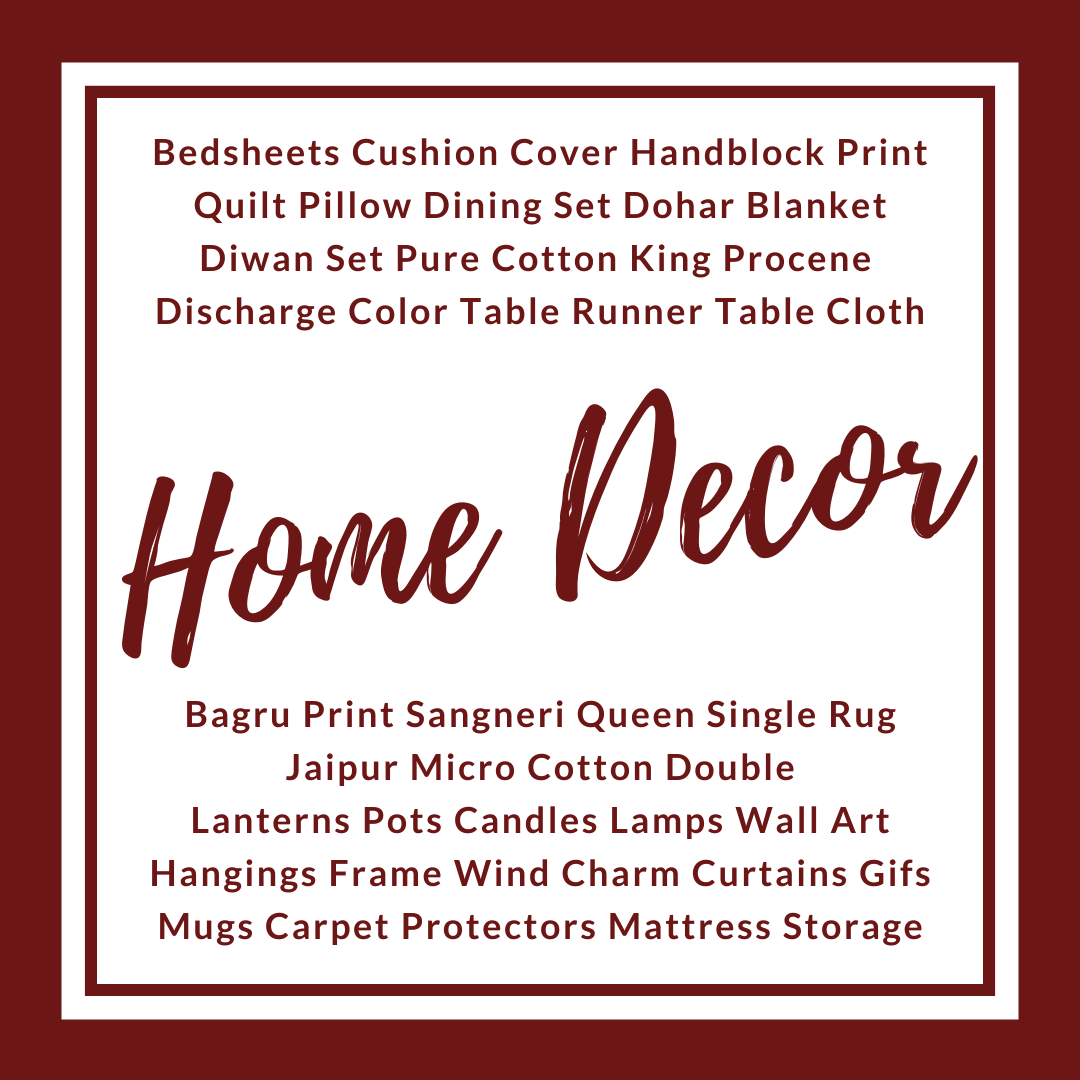 Bedsheets Cushion Cover Handblock Print
Quilt Pillow Dining Set Dohar Blanket
Diwan Set Pure Cotton King Procene
Discharge Color Table Runner Table Cloth
Home Decor
Bagru Print Sangneri Queen Single Rug
Jaipur Micro Cotton Double
Lanterns Pots Candles Lamps Wall Art
Hangings Frame Wind Charm Curtains Gifs
Mugs Carpet Protectors Mattress Storage